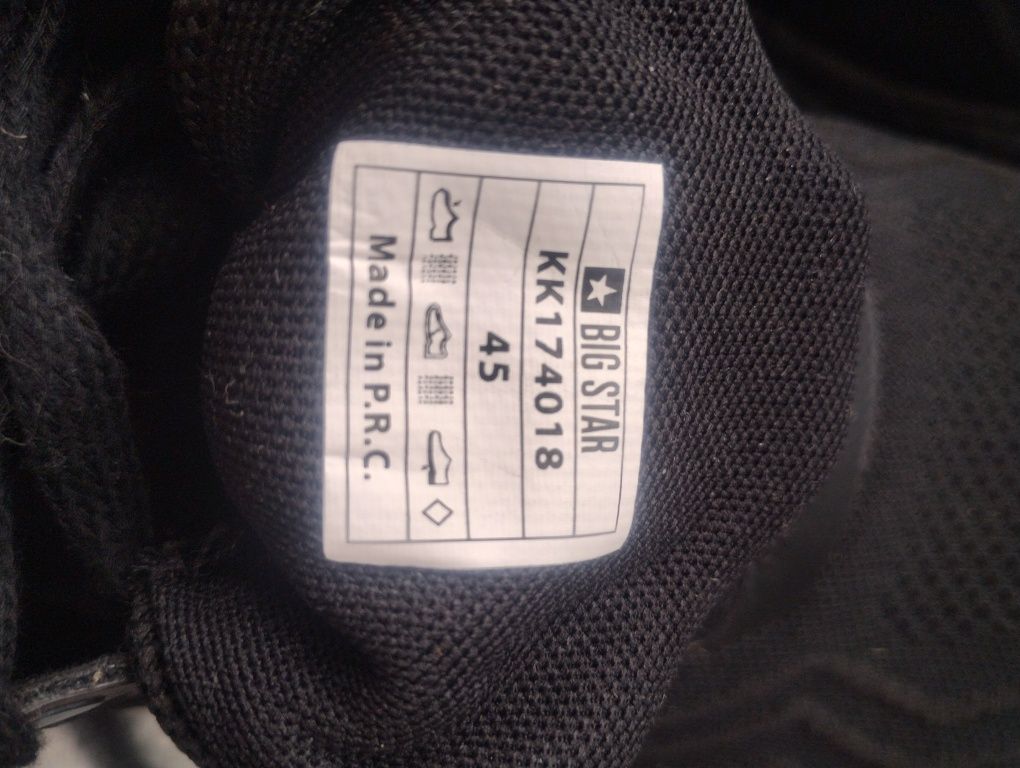 BIG STAR
KK174018
45
Made in P.R.C.